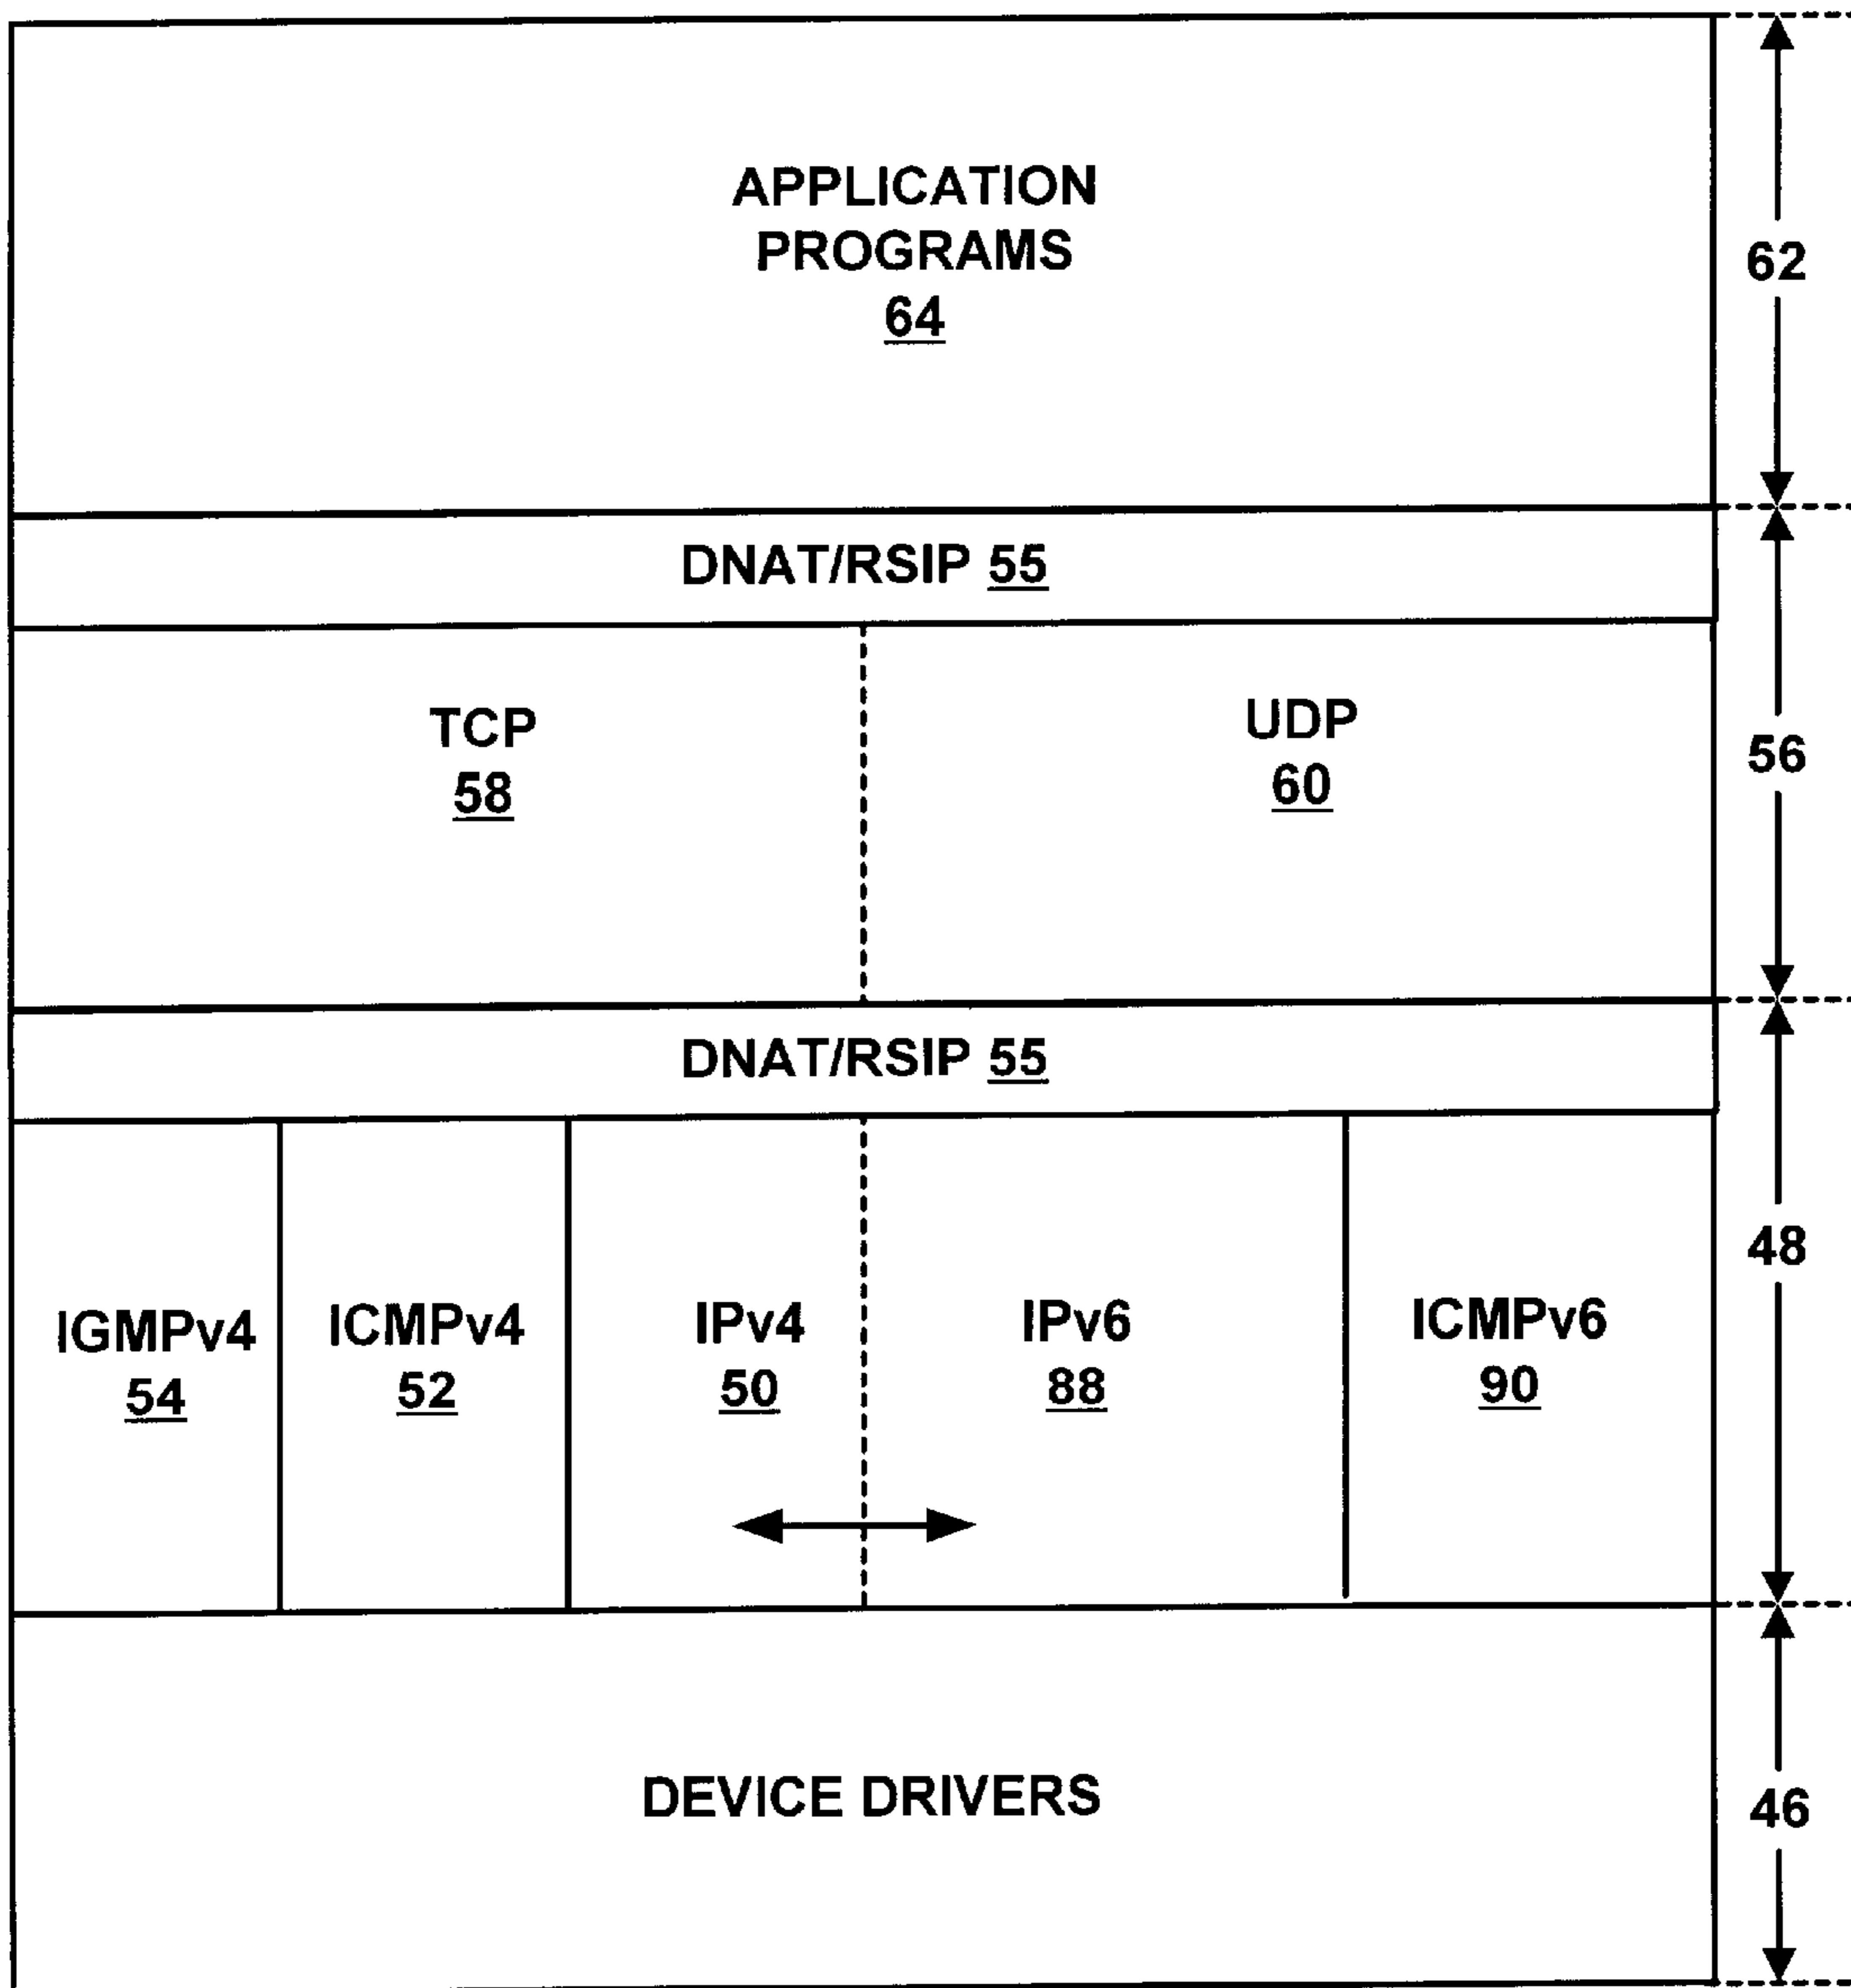 APPLICATION
PROGRAMS
64
62
DNAT/RSIP 55
TCP
58
UDP
60
56
DNAT/RSIP 55
IGMPv4
54
ICMPv4
52
IPv4
50
IPv6
88
ICMPv6
90
48
DEVICE DRIVERS
46